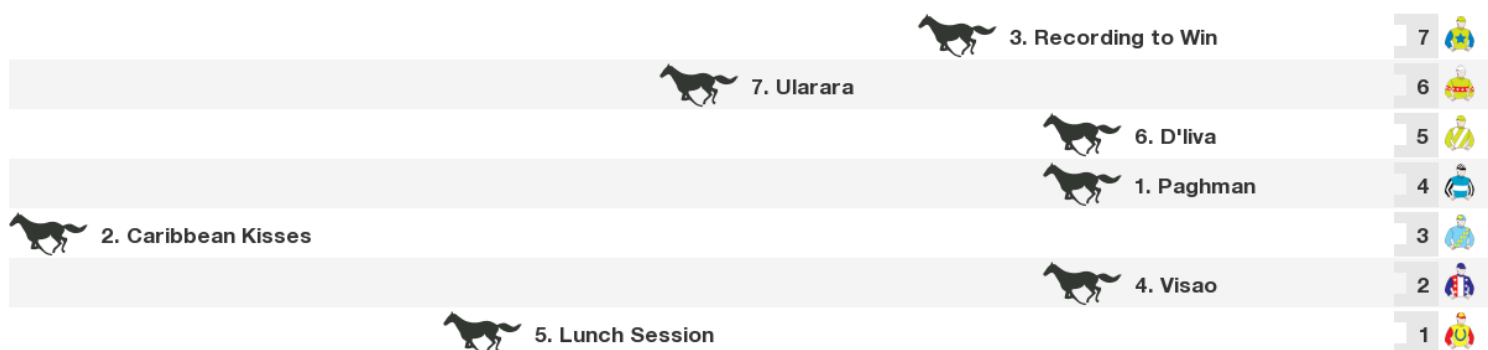 3. Recording to Win 7
7. Ularara 6
6. D'liva 5
1. Paghman 4
2. Caribbean Kisses 3
4. Visao 2
5. Lunch Session 1